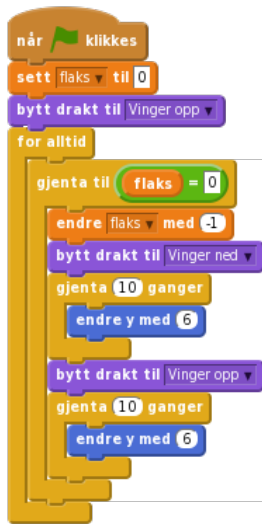 når klikkes
sett flaks ▾ til 0
bytt drakt til Vinger opp ▾
for alltid
gjenta til flaks = 0
endre flaks ▾ med -1
bytt drakt til Vinger ned ▾
gjenta 10 ganger
endre y med 6
bytt drakt til Vinger opp ▾
gjenta 10 ganger
endre y med 6